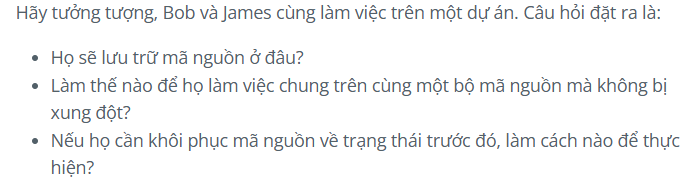 Hãy tưởng tượng, Bob và James cùng làm việc trên một dự án. Câu hỏi đặt ra là:
• Họ sẽ lưu trữ mã nguồn ở đâu?
• Làm thế nào để họ làm việc chung trên cùng một bộ mã nguồn mà không bị
xung đột?
• Nếu họ cần khôi phục mã nguồn về trạng thái trước đó, làm cách nào để thực
hiện?